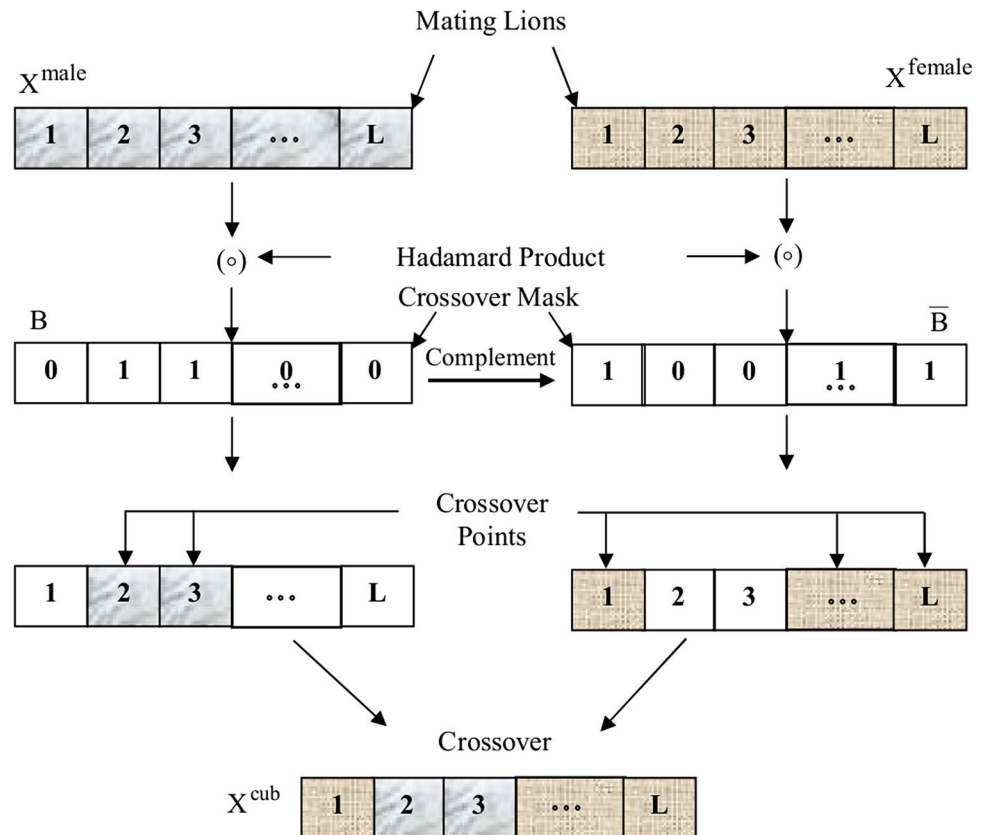 Mating Lions
X^male
X^female
1 2 3 ∘∘∘ L
1 2 3 ∘∘∘ L
(∘)
Hadamard Product
(∘)
Crossover Mask
B
B̅
0 1 1 0 ∘∘∘ 0
Complement
1 0 0 1 ∘∘∘ 1
Crossover
Points
1 2 3 ∘∘∘ L
1 2 3 ∘∘∘ L
Crossover
X^cub
1 2 3 ∘∘∘ L